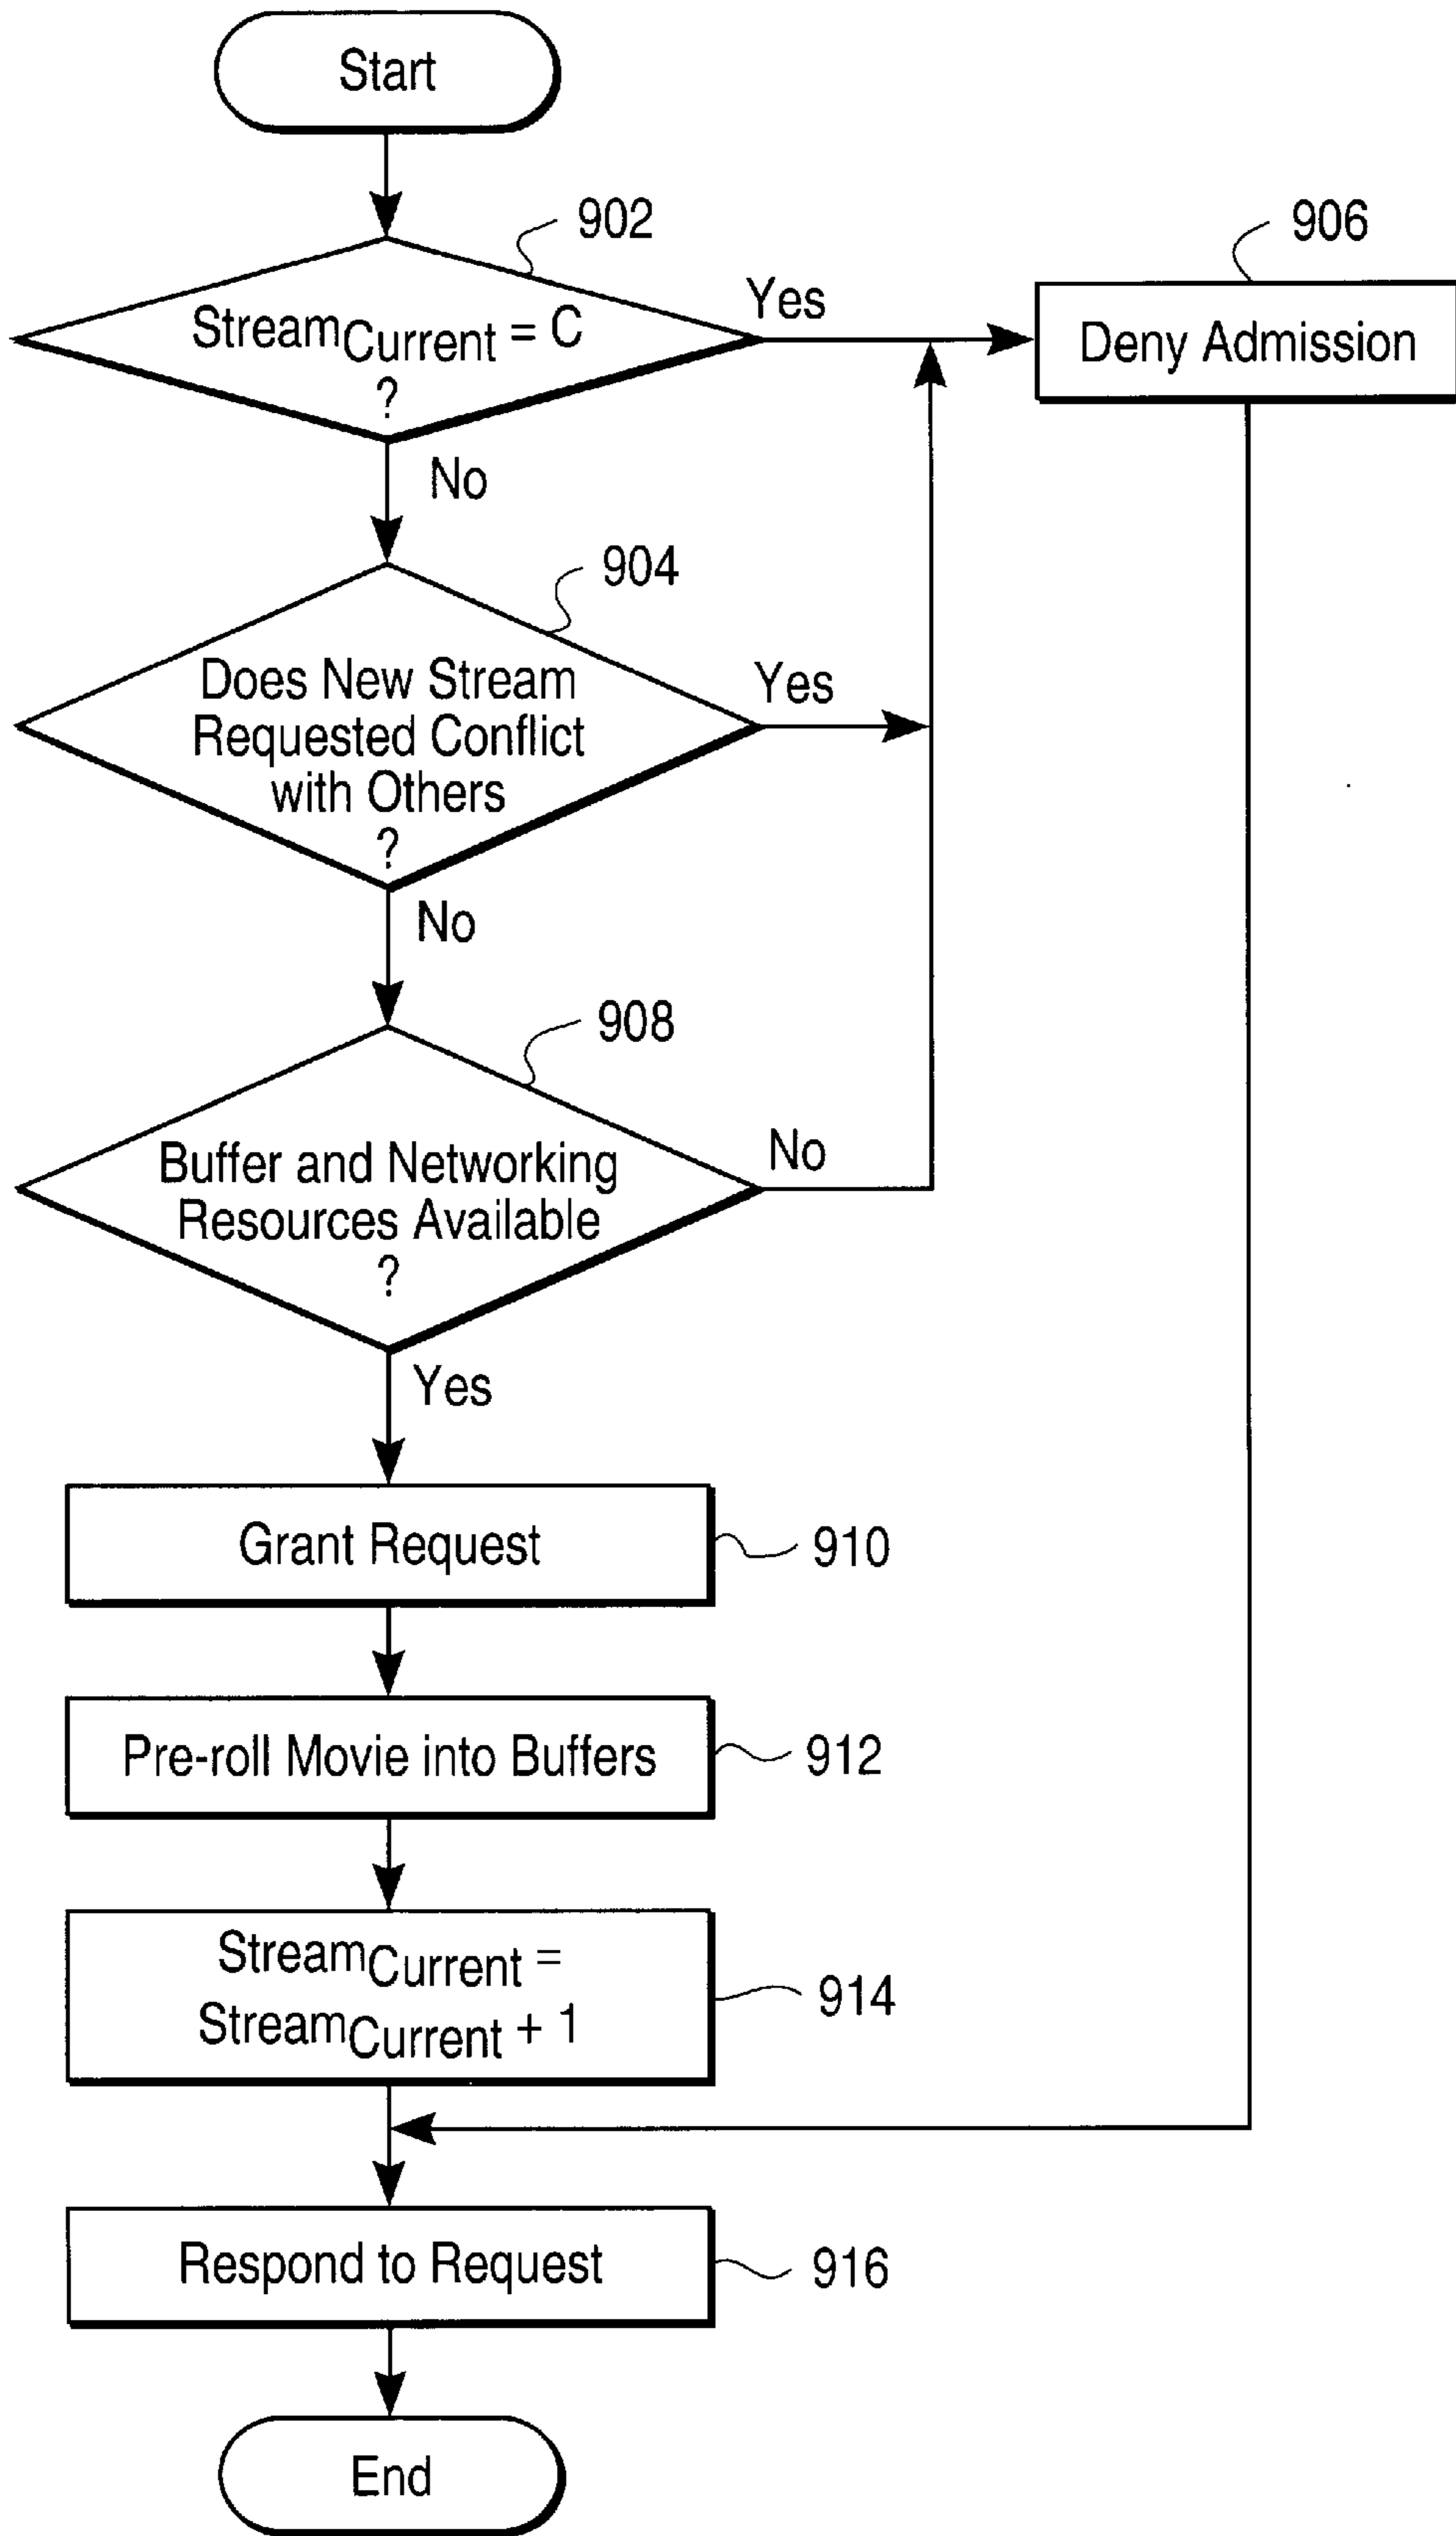 Start
902
906
StreamCurrent = C
?
Yes
Deny Admission
No
904
Does New Stream
Requested Conflict
with Others
?
Yes
No
908
Buffer and Networking
Resources Available
?
No
Yes
Grant Request
910
Pre-roll Movie into Buffers
912
StreamCurrent =
StreamCurrent + 1
914
Respond to Request
916
End